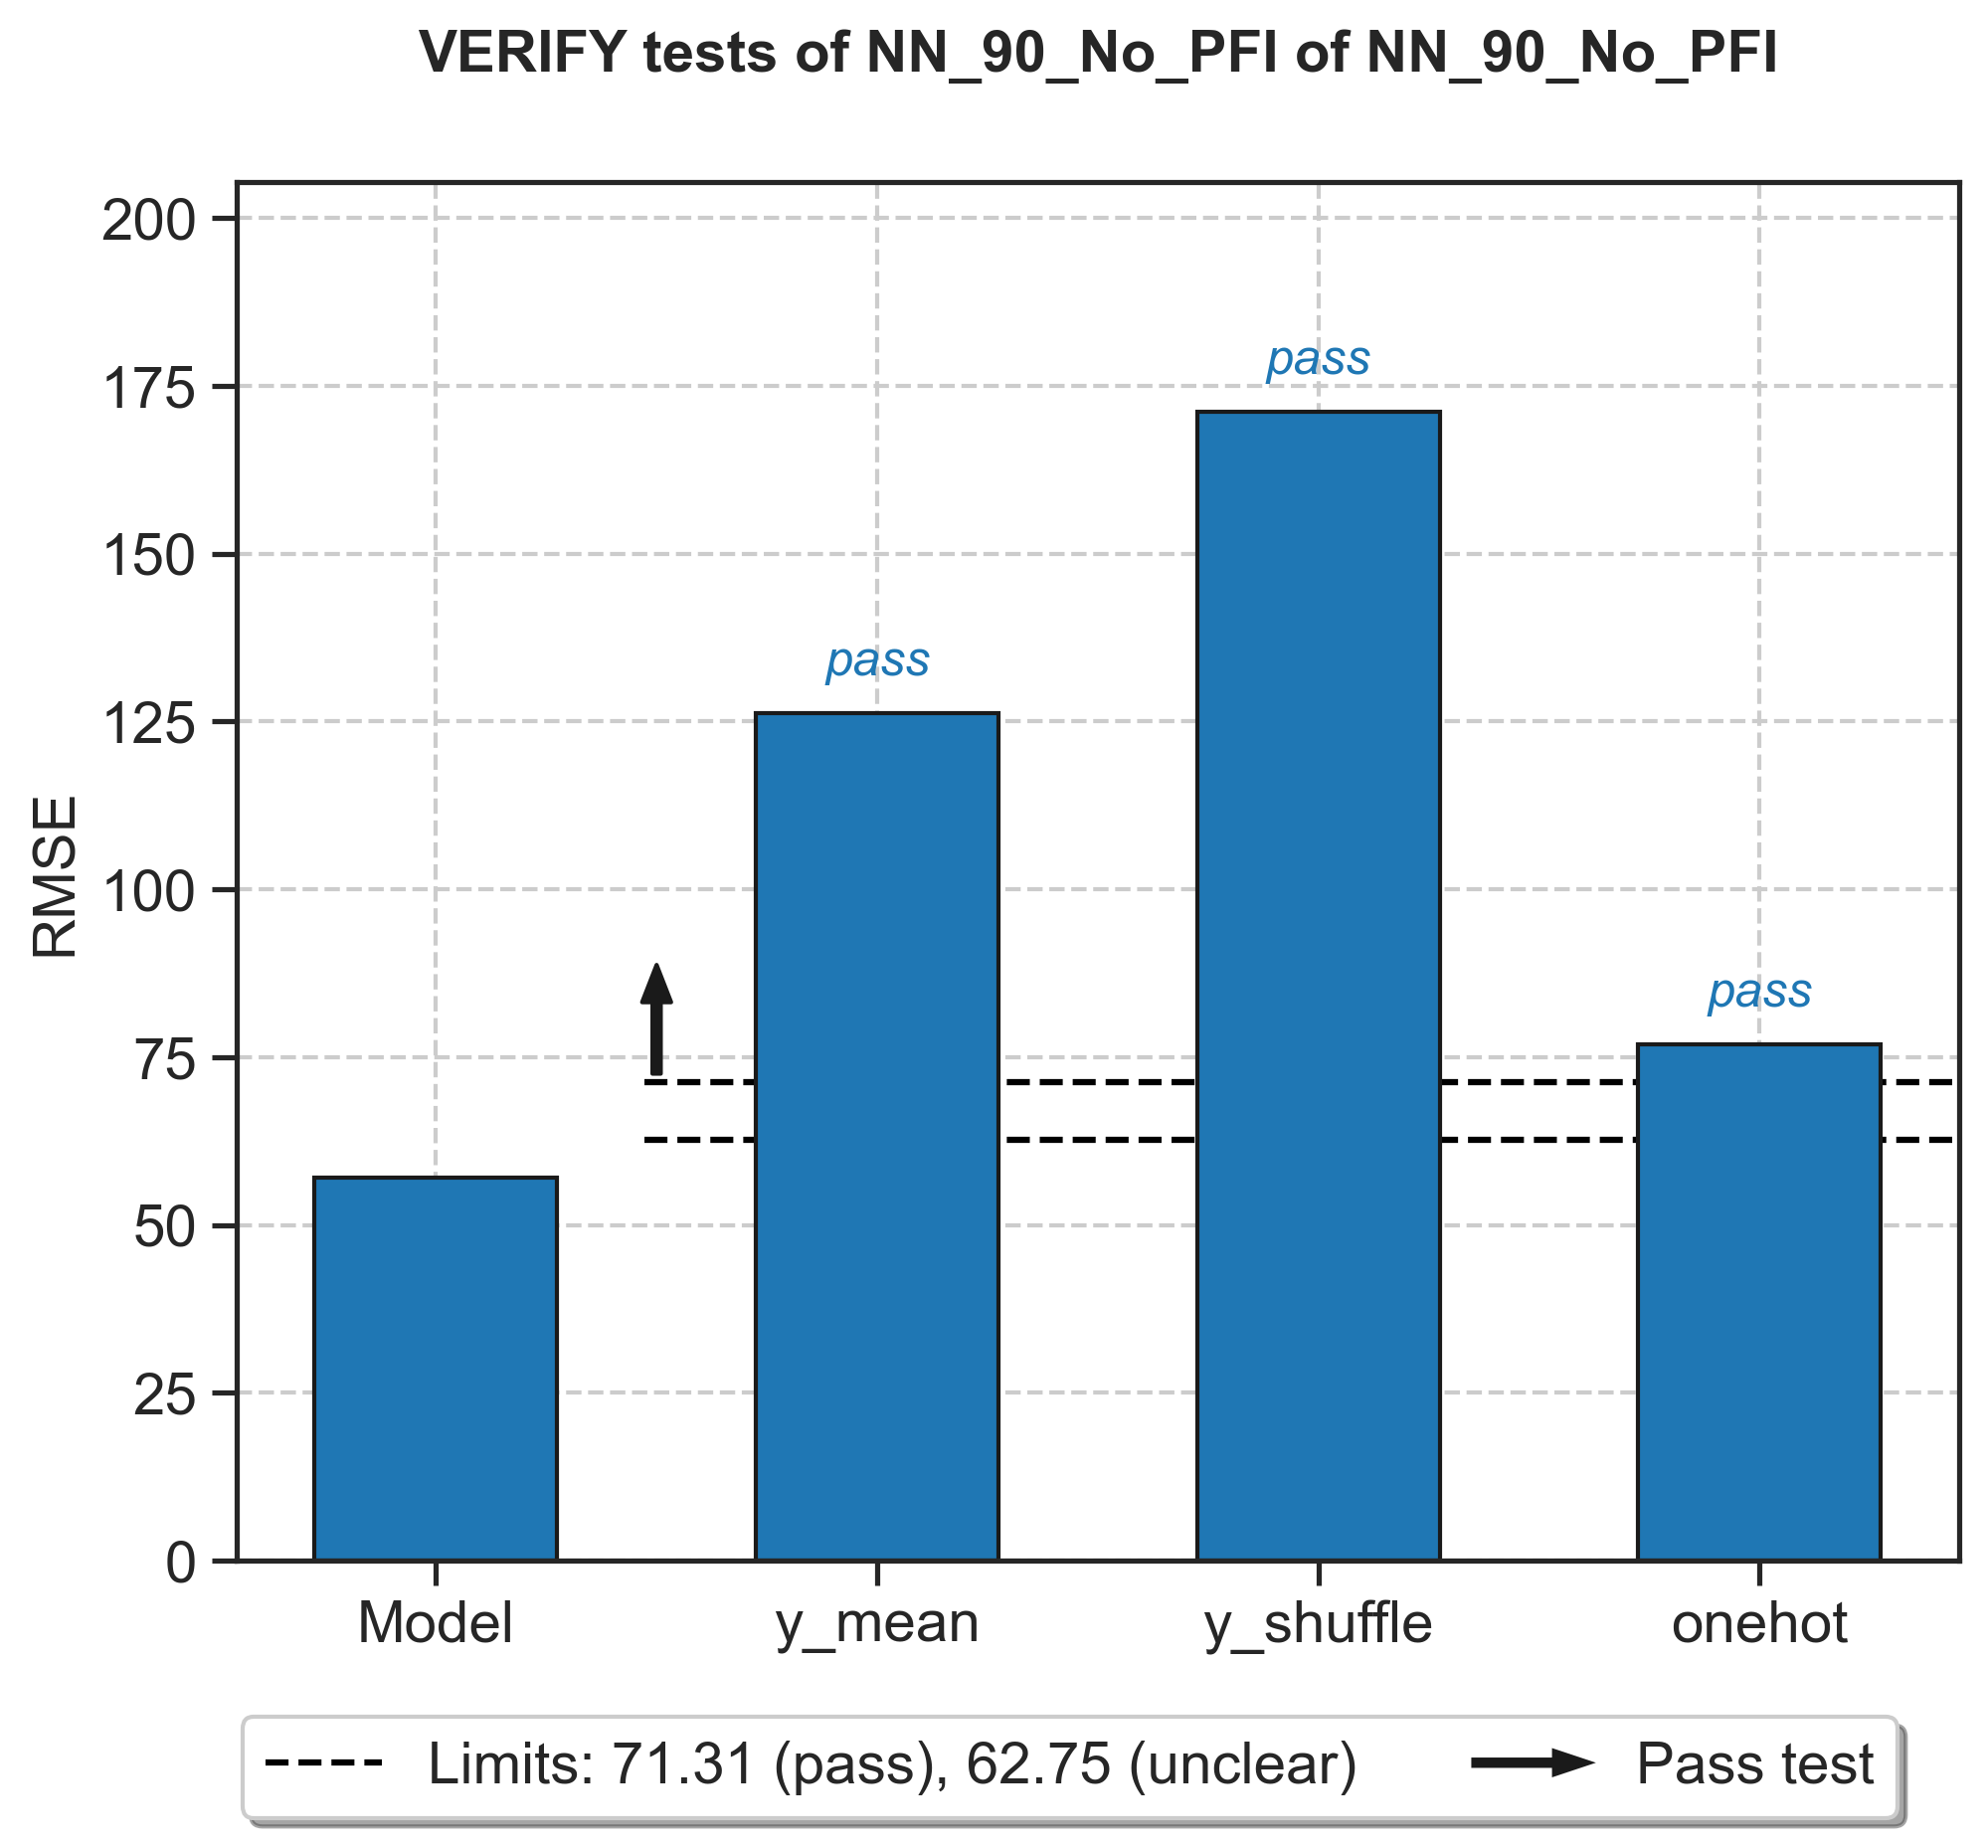 VERIFY tests of NN_90_No_PFI of NN_90_No_PFI
RMSE
200
175
150
125
100
75
50
25
0
pass
pass
pass
Model y_mean y_shuffle onehot
Limits: 71.31 (pass), 62.75 (unclear) Pass test